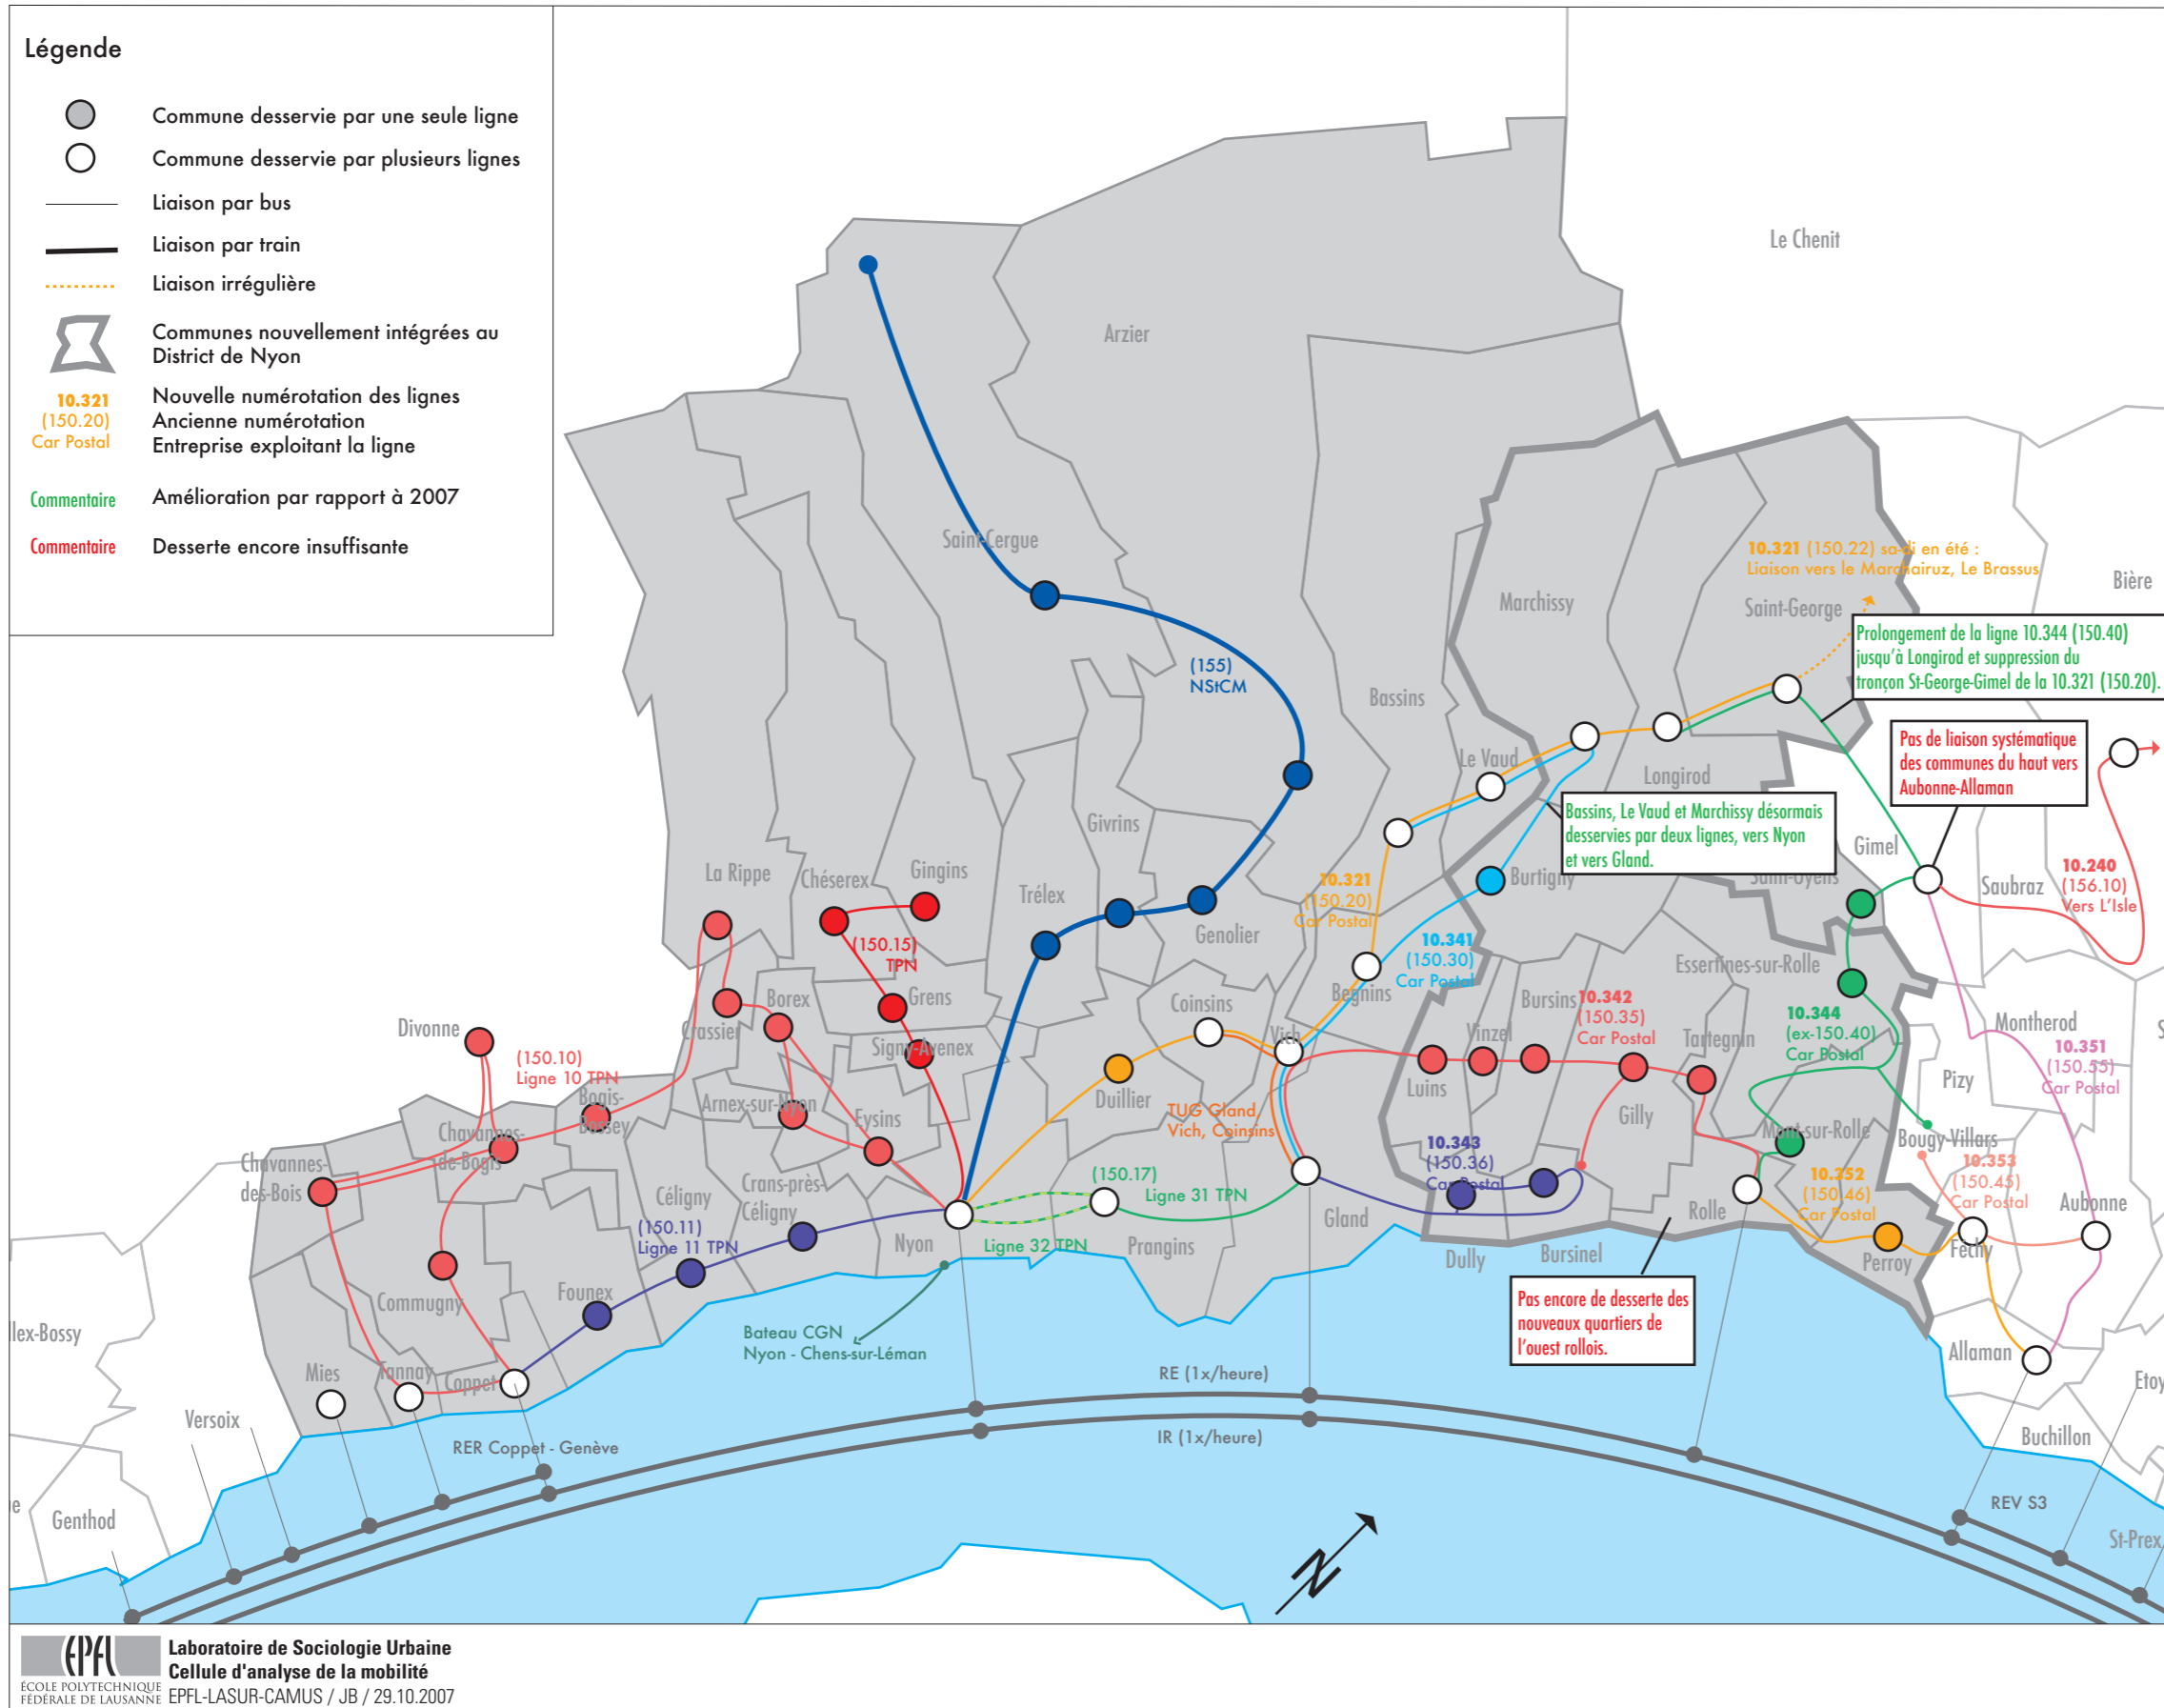 Légende
Commune desservie par une seule ligne
Commune desservie par plusieurs lignes
Liaison par bus
Liaison par train
Liaison irrégulière
Communes nouvellement intégrées au
District de Nyon
10.321
(150.20)
Car Postal
Nouvelle numérotation des lignes
Ancienne numérotation
Entreprise exploitant la ligne
Commentaire
Amélioration par rapport à 2007
Commentaire
Desserte encore insuffisante
Le Chenit
Arzier
Saint-Cergue
10.321 (150.22) sa-di en été :
Liaison vers le Marchairuz, Le Brassus
Bière
Marchissy
Saint-George
Prolongement de la ligne 10.344 (150.40)
jusqu'à Longirod et suppression du
tronçon St-George-Gimel de la 10.321 (150.20).
(155)
NStCM
Bassins
Le Vaud
Longirod
Pas de liaison systématique
des communes du haut vers
Aubonne-Allaman
Bassins, Le Vaud et Marchissy désormais
desservies par deux lignes, vers Nyon
et vers Gland.
Givrins
Gimel
La Rippe
Chéserex
Gingins
Trélex
Genolier
10.321
(150.20)
Car Postal
Burtigny
Saint-Oyens
Saubraz
10.240
(156.10)
Vers L'Isle
(150.15)
TPN
10.341
(150.30)
Car Postal
Essertines-sur-Rolle
Begnins
Coinsins
Vich
Borex
Grens
Crassier
Signy-Avenex
Divonne
(150.10)
Ligne 10 TPN
Bursins
10.342
(150.35)
Car Postal
Vinzel
Tartegnin
10.344
(ex-150.40)
Car Postal
Montherod
10.351
(150.55)
Car Postal
Pizy
Luins
Gilly
Duillier
TUG Gland,
Vich, Coinsins
Bogis-
Bossey
Arnex-sur-Nyon
Eysins
Chavannes-
de-Bogis
Chavannes-
des-Bois
Mont-sur-Rolle
Bougy-Villars
10.343
(150.36)
Car Postal
10.352
(150.46)
Car Postal
10.353
(150.45)
Car Postal
(150.17)
Ligne 31 TPN
Ligne 32 TPN
Céligny
Crans-près-
Céligny
(150.11)
Ligne 11 TPN
Nyon
Prangins
Gland
Rolle
Aubonne
Féchy
Perroy
Dully
Bursinel
Commugny
Founex
Bateau CGN
Nyon - Chens-sur-Léman
Pas encore de desserte des
nouveaux quartiers de
l'ouest rollois.
llex-Bossy
Mies
Tannay
Coppet
Allaman
Etoy
RE (1x/heure)
IR (1x/heure)
Versoix
RER Coppet - Genève
Buchillon
Genthod
REV S3
St-Prex
N
EPFL
ÉCOLE POLYTECHNIQUE
FÉDÉRALE DE LAUSANNE
Laboratoire de Sociologie Urbaine
Cellule d'analyse de la mobilité
EPFL-LASUR-CAMUS / JB / 29.10.2007